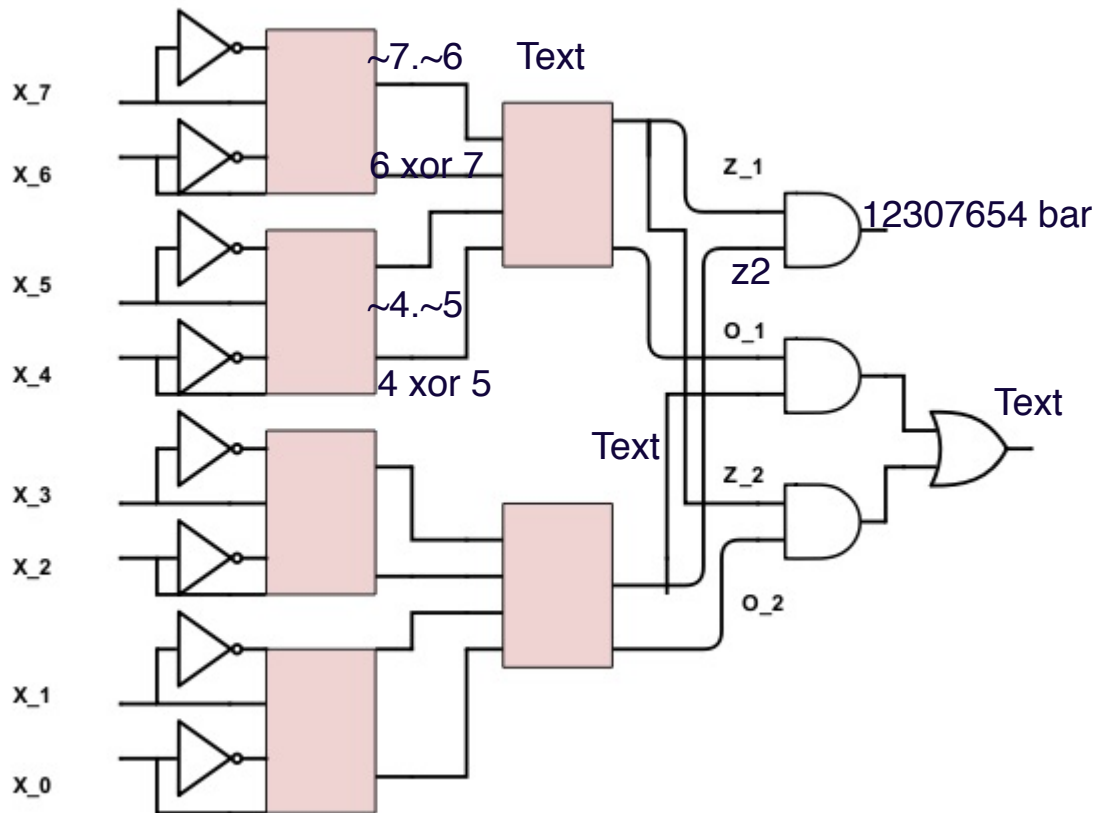 ~7.~6
Text
X_7
6 xor 7
X_6
Z_1
12307654 bar
z2
X_5
~4.~5
O_1
X_4
4 xor 5
Text
Text
Z_2
X_3
X_2
O_2
X_1
X_0